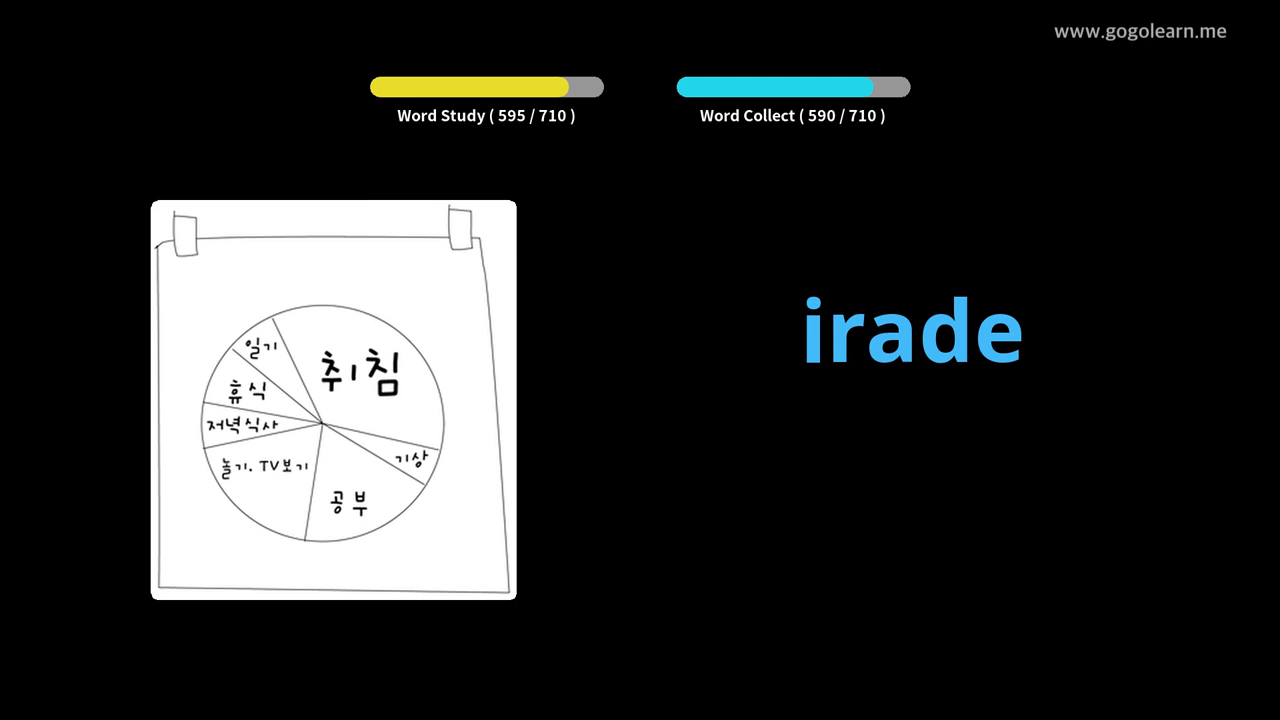 www.gogolearn.me
Word Study ( 595 / 710 )
Word Collect ( 590 / 710 )
irade
일기
취침
휴식
저녁식사
놀기. TV보기
기상
공부